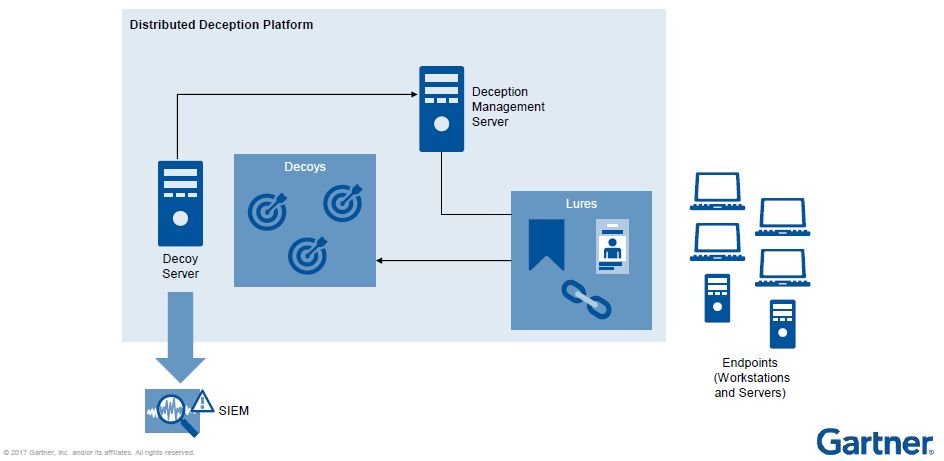 Distributed Deception Platform
Deception
Management
Server
Decoys
Lures
Decoy
Server
Endpoints
(Workstations
and Servers)
SIEM
© 2017 Gartner, Inc. and/or its affiliates. All rights reserved.
Gartner®